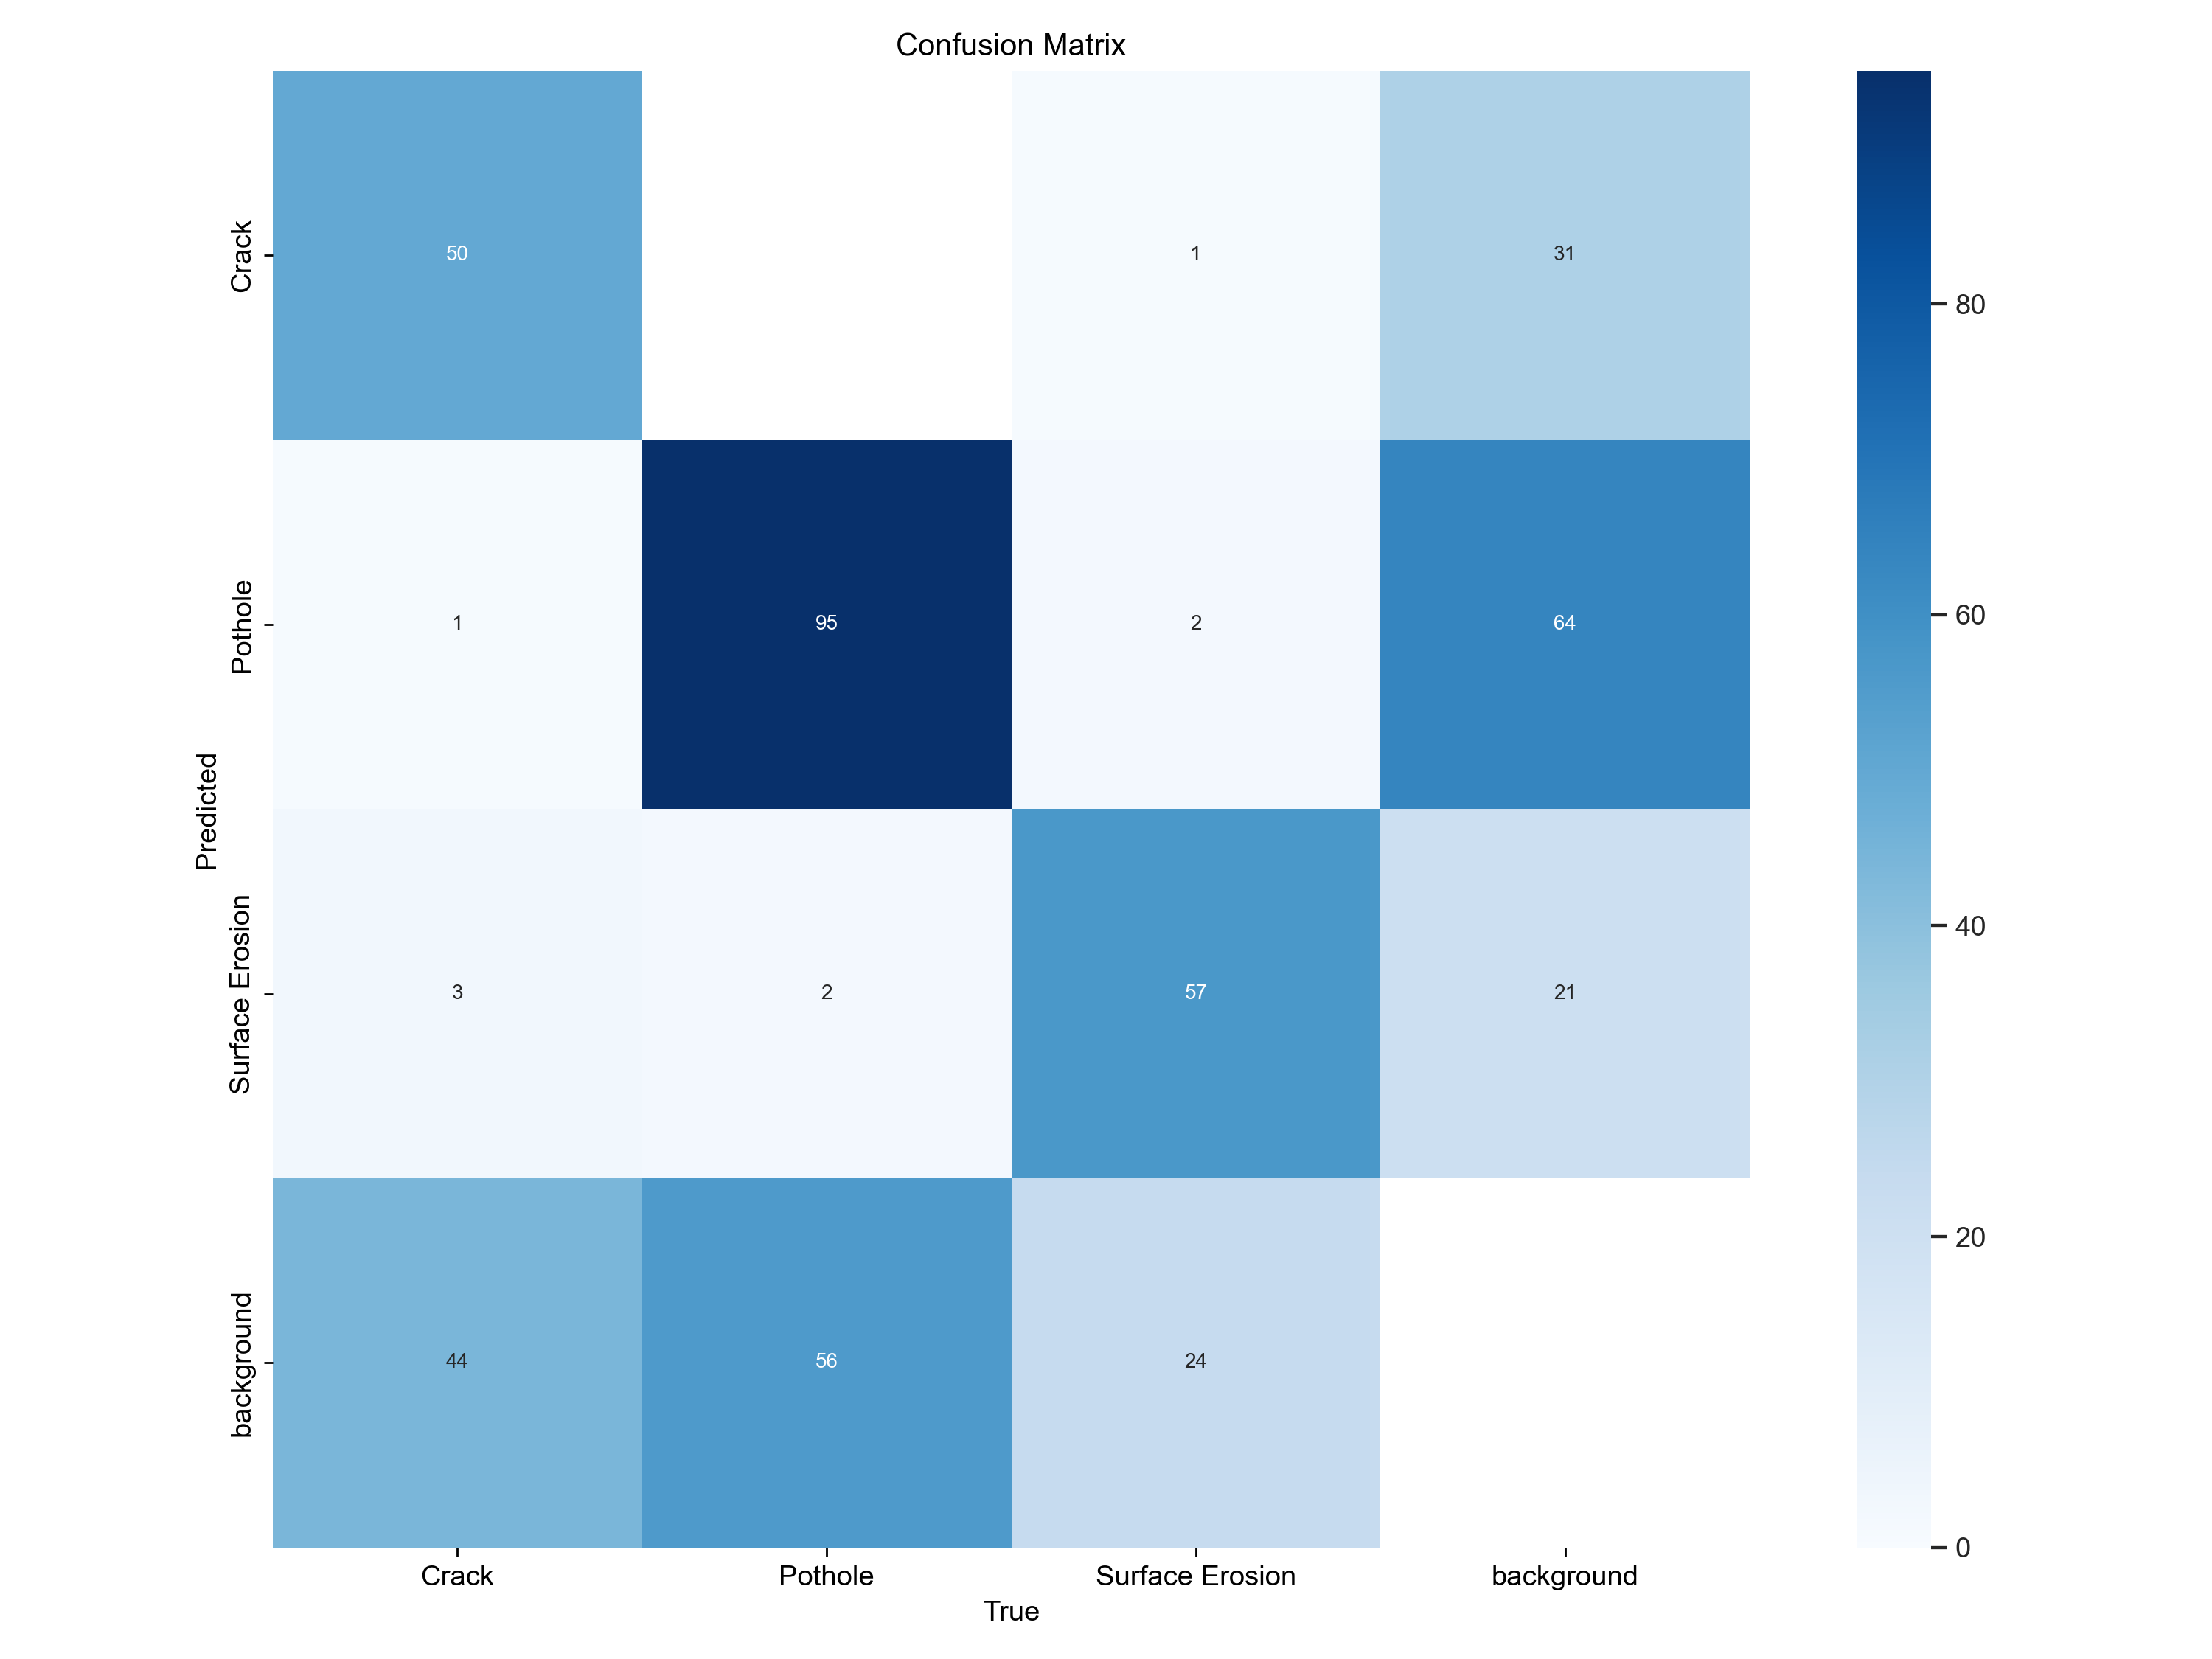 Confusion Matrix
Crack
50
1
31
80
Pothole
1
95
2
64
60
Predicted
Surface Erosion
3
2
57
21
40
background
44
56
24
20
0
Crack
Pothole
Surface Erosion
background
True